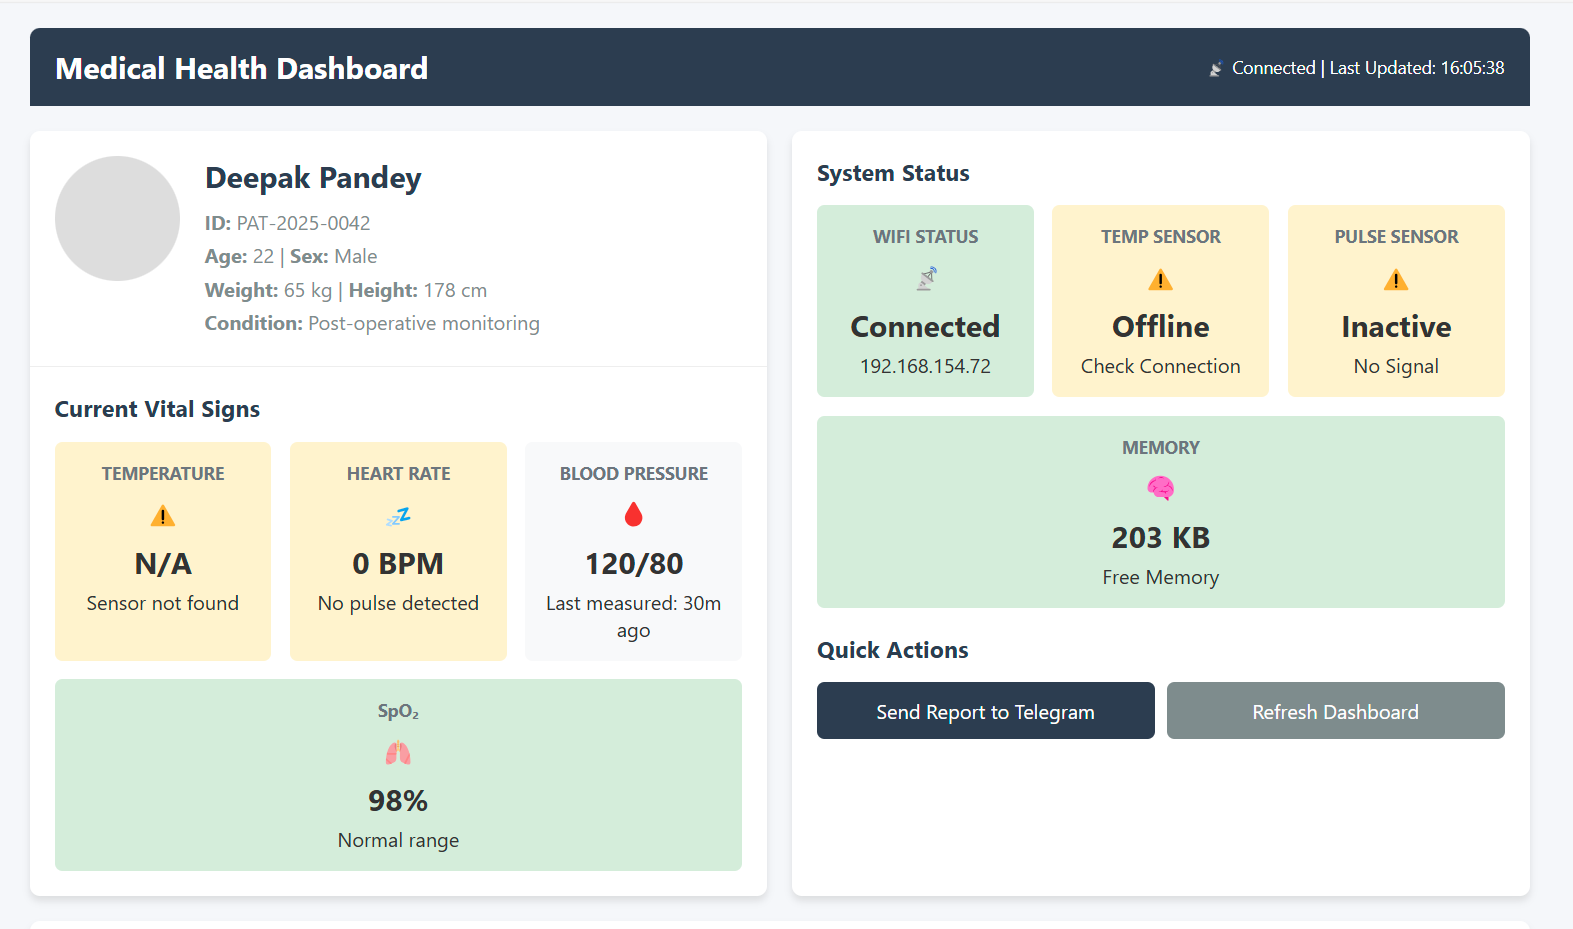 Medical Health Dashboard
Connected | Last Updated: 16:05:38
Deepak Pandey
ID: PAT-2025-0042
Age: 22 | Sex: Male
Weight: 65 kg | Height: 178 cm
Condition: Post-operative monitoring
Current Vital Signs
TEMPERATURE
N/A
Sensor not found
HEART RATE
0 BPM
No pulse detected
BLOOD PRESSURE
120/80
Last measured: 30m
ago
SpO₂
98%
Normal range
System Status
WIFI STATUS
Connected
192.168.154.72
TEMP SENSOR
Offline
Check Connection
PULSE SENSOR
Inactive
No Signal
MEMORY
203 KB
Free Memory
Quick Actions
Send Report to Telegram
Refresh Dashboard